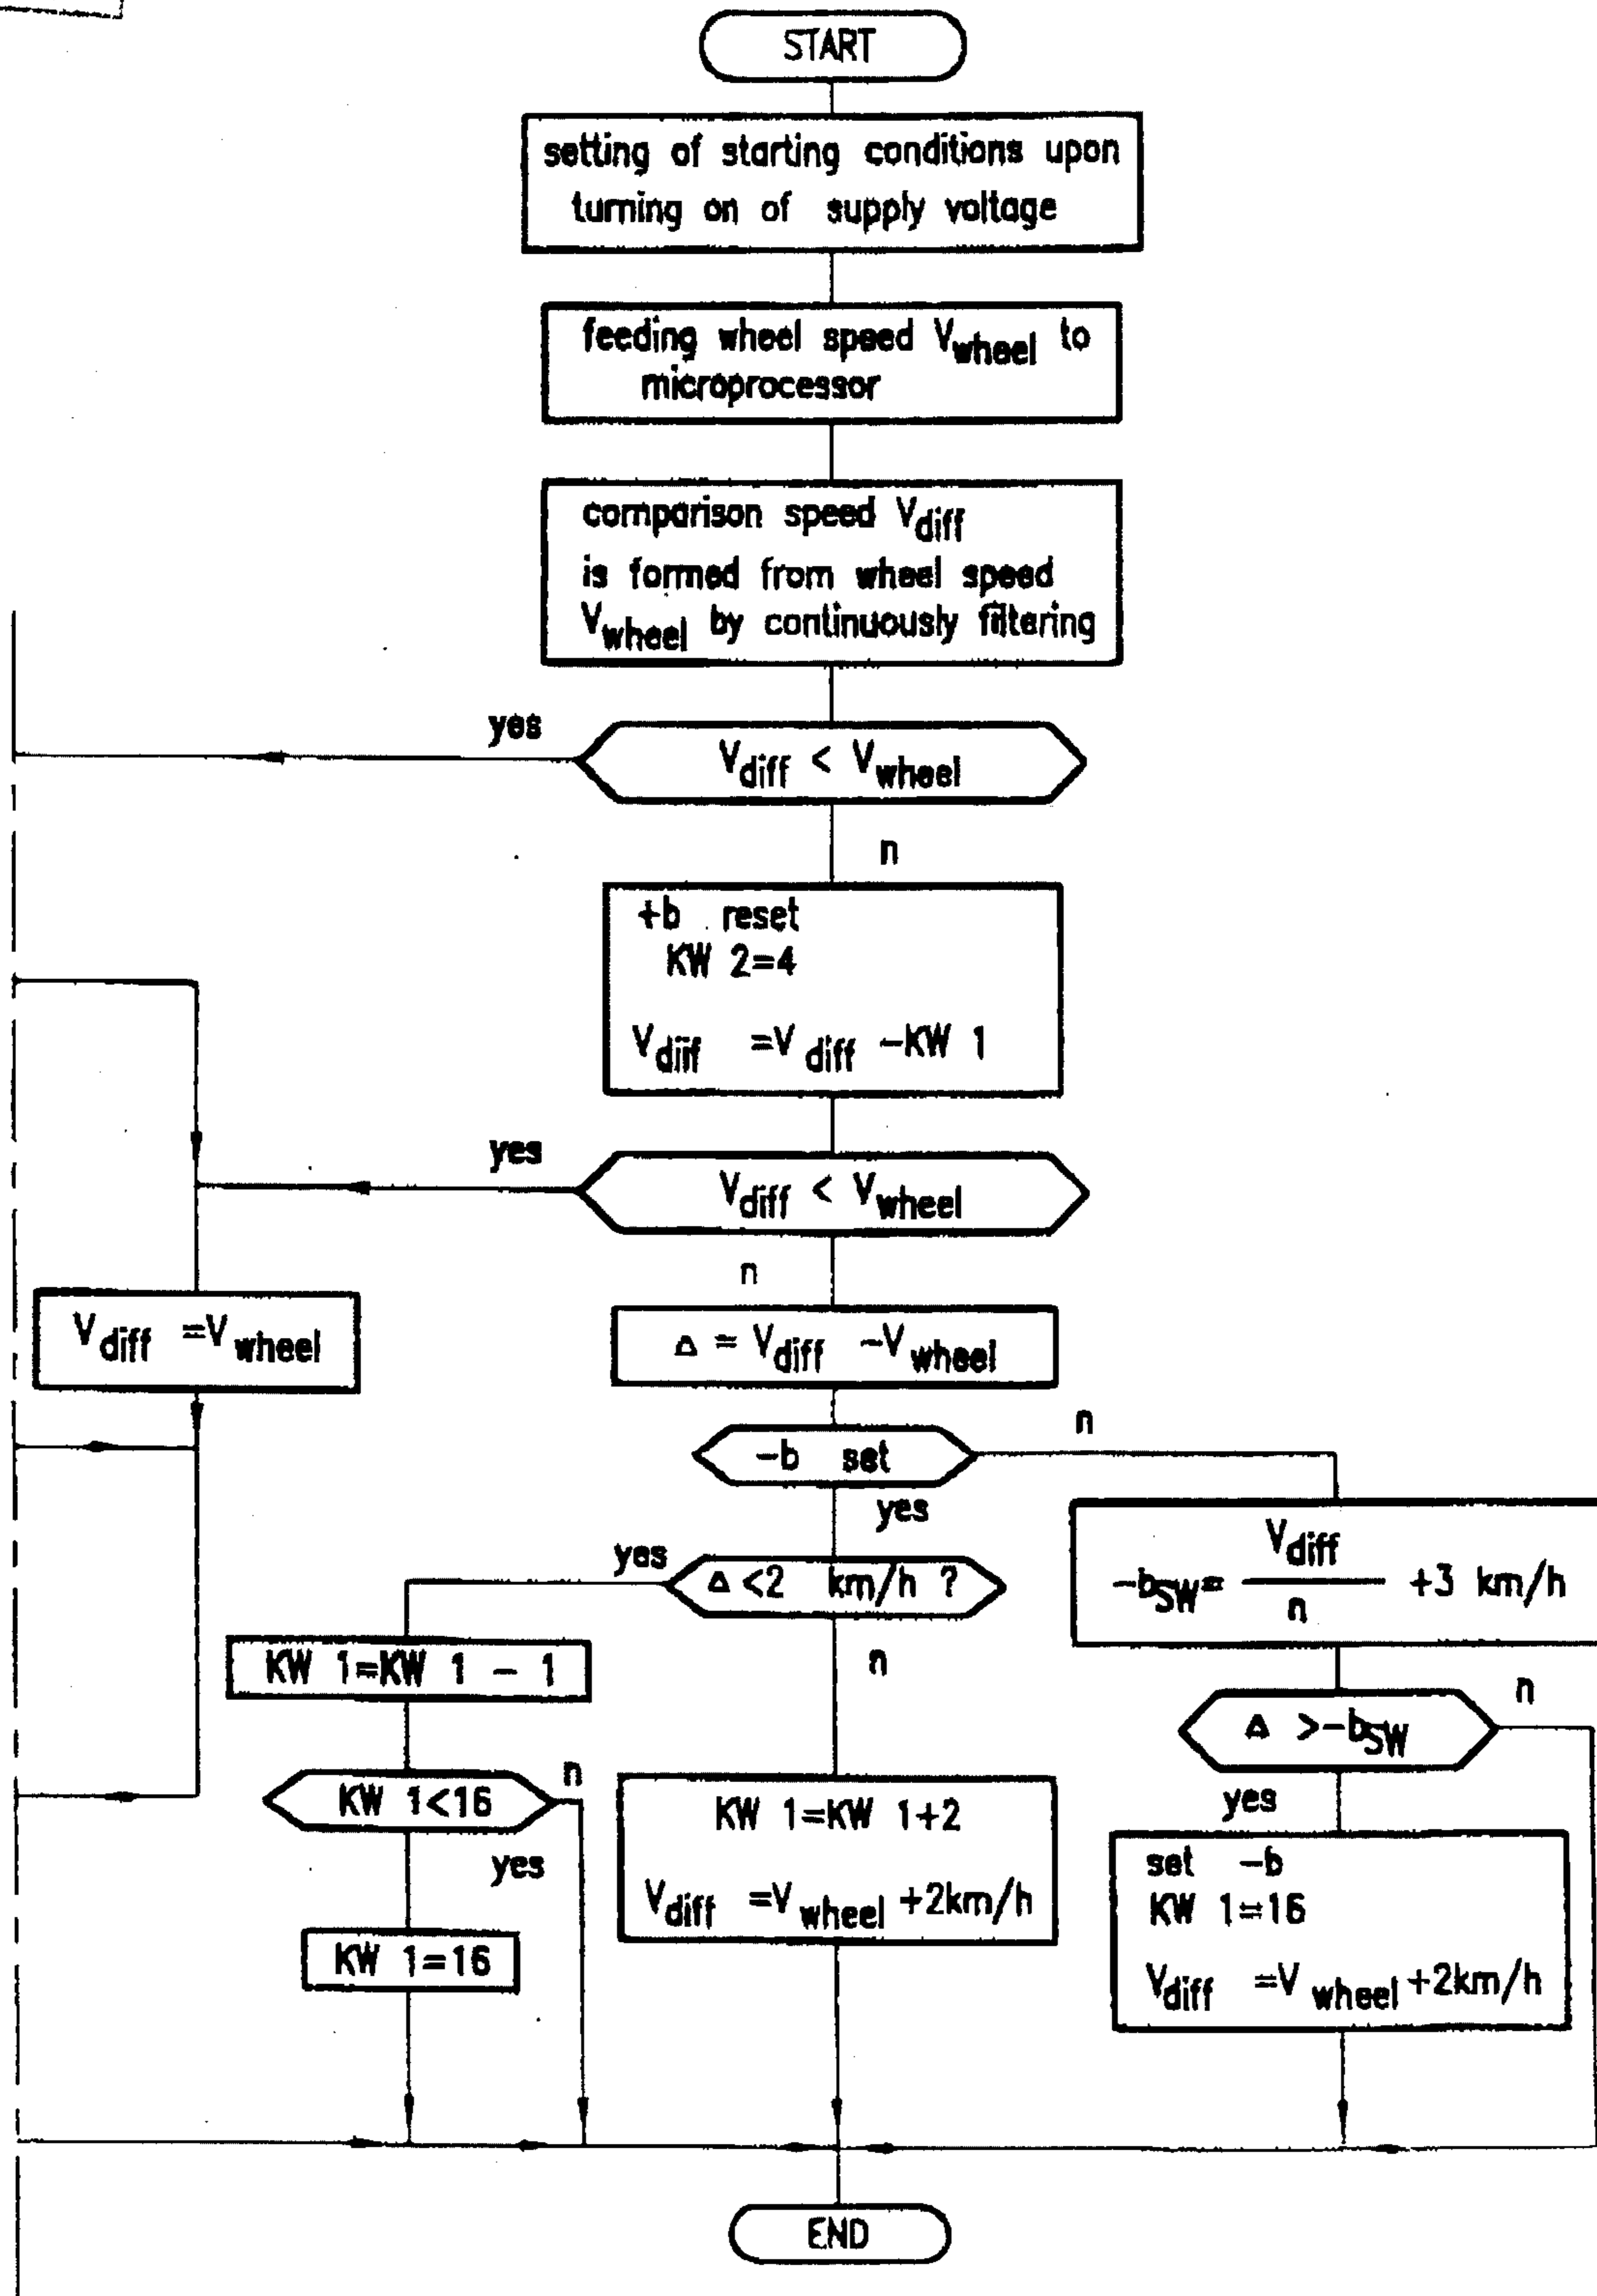 START
setting of starting conditions upon
turning on of supply voltage
feeding wheel speed Vwheel to
microprocessor
comparison speed Vdiff
is formed from wheel speed
Vwheel by continuously filtering
yes
Vdiff < Vwheel
n
+b reset
KW 2=4
Vdiff =Vdiff -KW 1
yes
Vdiff < Vwheel
n
Vdiff =Vwheel
Δ = Vdiff -Vwheel
-b set
n
yes
Vdiff
-bSW= ——— +3 km/h
n
yes
Δ <2 km/h ?
n
KW 1=KW 1 - 1
Δ >-bSW
n
yes
KW 1<16
n
yes
KW 1=KW 1+2
Vdiff =Vwheel +2km/h
set -b
KW 1=16
Vdiff =Vwheel +2km/h
KW 1=16
END